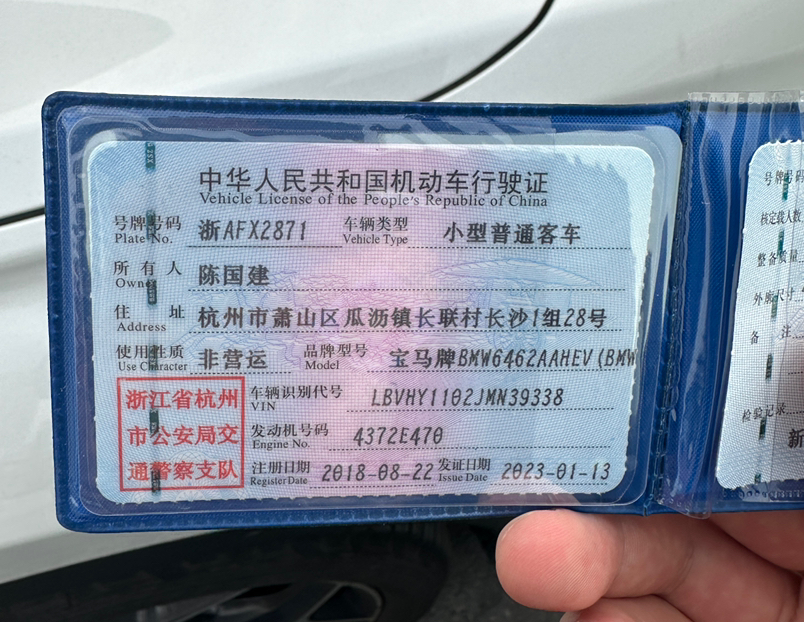 中华人民共和国机动车行驶证
Vehicle License of the People's Republic of China
号牌号码 浙AFX2871 车辆类型 小型普通客车
Plate No. Vehicle Type
所有人 陈国建
Owner
住址 杭州市萧山区瓜沥镇长联村长沙1组28号
Address
使用性质 非营运 品牌型号 宝马牌BMW6462AAHEV(BMW
Use Character Model
浙江省杭州
市公安局交
通警察支队
车辆识别代号 LBVHY1102JMN39338
VIN
发动机号码 4372E470
Engine No.
注册日期 2018-08-22 发证日期 2023-01-13
Register Date Issue Date
号牌号码
核定载人数
整备质量
外廓尺寸
备注
检验记录
新